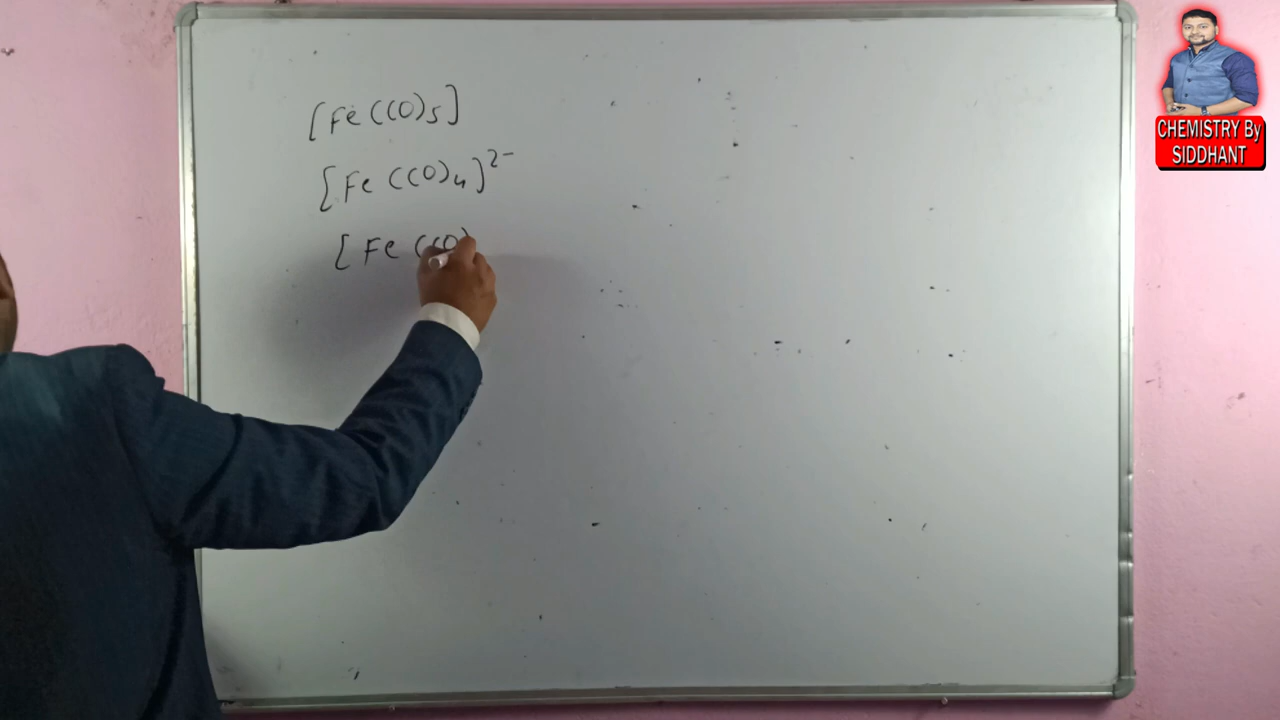 [Fe(CO)5]
[Fe(CO)4]2-
[Fe(CO)
CHEMISTRY By
SIDDHANT